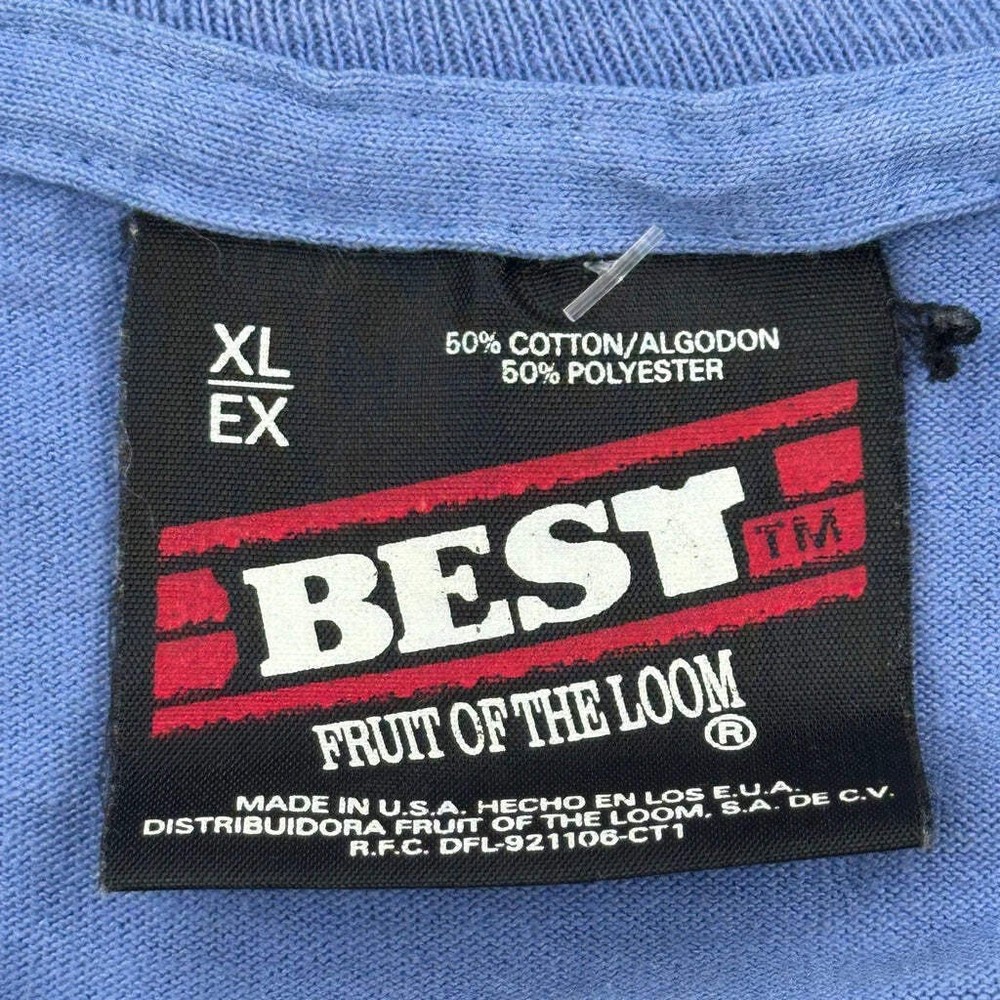 XL
EX
50% COTTON/ALGODON
50% POLYESTER
BEST TM
FRUIT OF THE LOOM ®
MADE IN U.S.A. HECHO EN LOS E.U.A.
DISTRIBUIDORA FRUIT OF THE LOOM, S.A. DE C.V.
R.F.C. DFL-921106-CT1